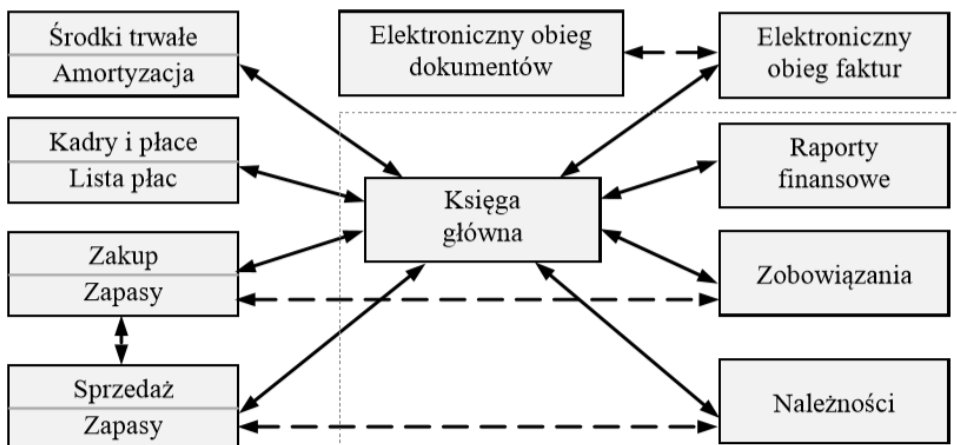 Środki trwałe
Amortyzacja
Elektroniczny obieg
dokumentów
Elektroniczny
obieg faktur
Kadry i płace
Lista płac
Księga
główna
Raporty
finansowe
Zakup
Zapasy
Zobowiązania
Sprzedaż
Zapasy
Należności